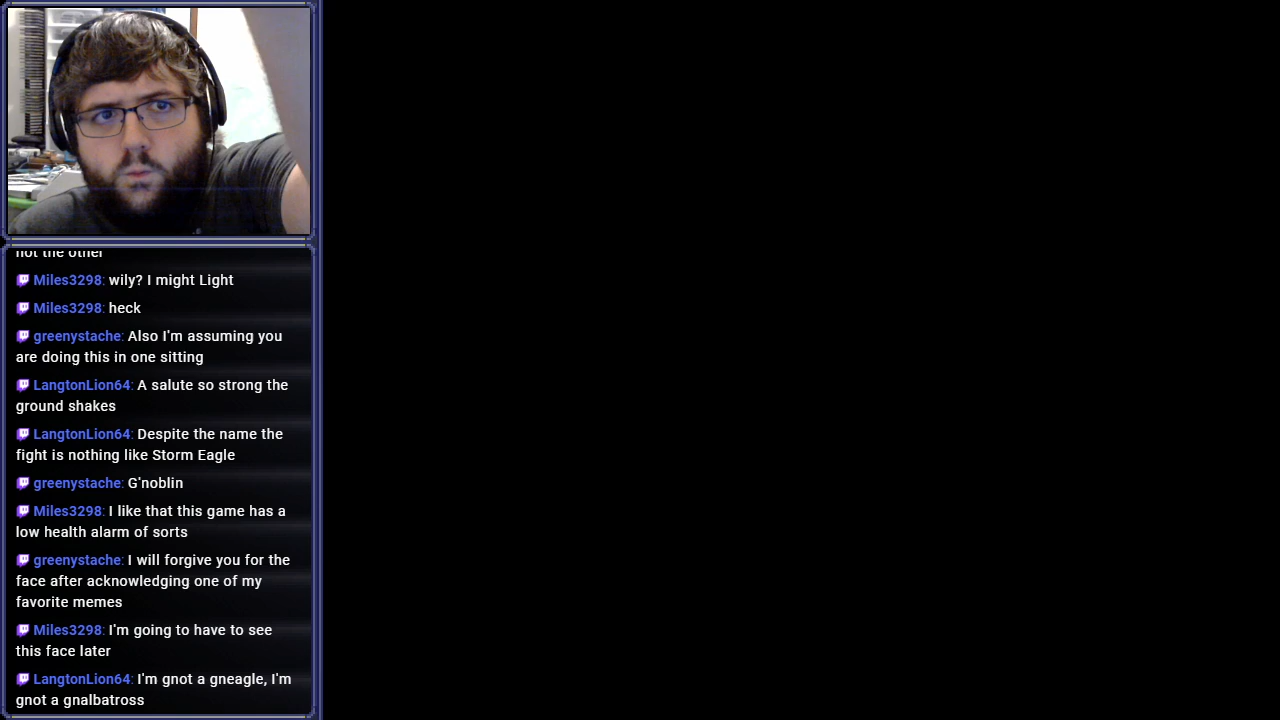 not the other
Miles3298: wily? I might Light
Miles3298: heck
greenystache: Also I'm assuming you
are doing this in one sitting
LangtonLion64: A salute so strong the
ground shakes
LangtonLion64: Despite the name the
fight is nothing like Storm Eagle
greenystache: G'noblin
Miles3298: I like that this game has a
low health alarm of sorts
greenystache: I will forgive you for the
face after acknowledging one of my
favorite memes
Miles3298: I'm going to have to see
this face later
LangtonLion64: I'm gnot a gneagle, I'm
gnot a gnalbatross